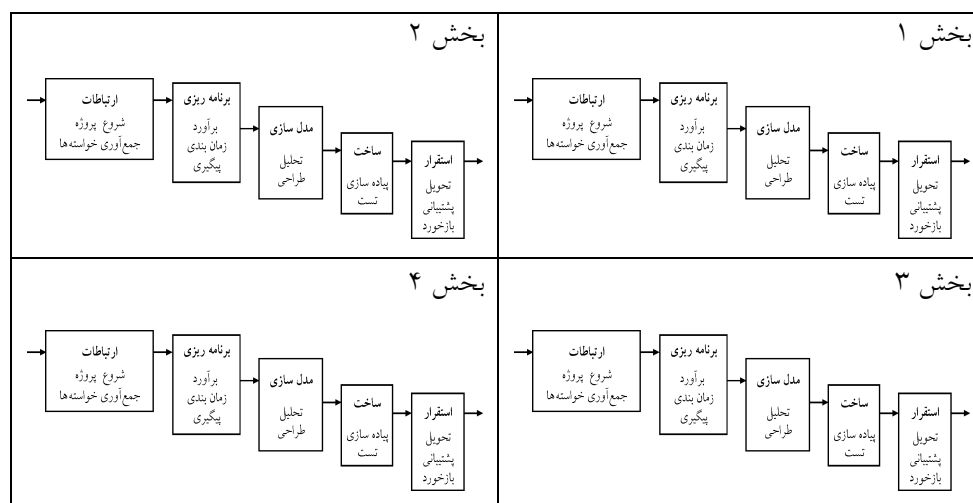 بخش ۱
ارتباطات
شروع پروژه
جمع‌آوری خواسته‌ها
برنامه ریزی
برآورد
زمان بندی
پیگیری
مدل سازی
تحلیل
طراحی
ساخت
پیاده سازی
تست
استقرار
تحویل
پشتیبانی
بازخورد
بخش ۲
ارتباطات
شروع پروژه
جمع‌آوری خواسته‌ها
برنامه ریزی
برآورد
زمان بندی
پیگیری
مدل سازی
تحلیل
طراحی
ساخت
پیاده سازی
تست
استقرار
تحویل
پشتیبانی
بازخورد
بخش ۳
ارتباطات
شروع پروژه
جمع‌آوری خواسته‌ها
برنامه ریزی
برآورد
زمان بندی
پیگیری
مدل سازی
تحلیل
طراحی
ساخت
پیاده سازی
تست
استقرار
تحویل
پشتیبانی
بازخورد
بخش ۴
ارتباطات
شروع پروژه
جمع‌آوری خواسته‌ها
برنامه ریزی
برآورد
زمان بندی
پیگیری
مدل سازی
تحلیل
طراحی
ساخت
پیاده سازی
تست
استقرار
تحویل
پشتیبانی
بازخورد